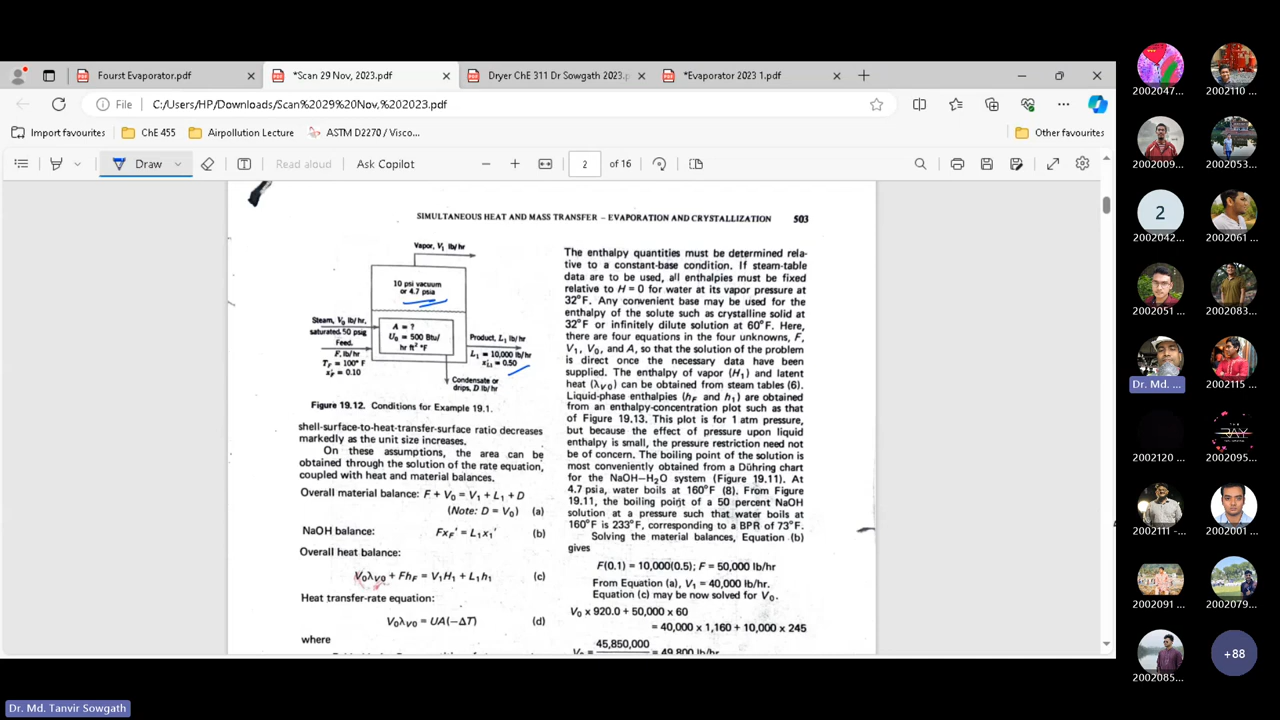 Fourst Evaporator.pdf
*Scan 29 Nov, 2023.pdf
Dryer ChE 311 Dr Sowgath 2023.p
*Evaporator 2023 1.pdf
File
C:/Users/HP/Downloads/Scan%2029%20Nov,%202023.pdf
Import favourites
ChE 455
Airpollution Lecture
ASTM D2270 / Visco...
Other favourites
Draw
Read aloud
Ask Copilot
2 of 16
SIMULTANEOUS HEAT AND MASS TRANSFER – EVAPORATION AND CRYSTALLIZATION 503
Vapor, V₁ lb/hr
10 psi vacuum
or 4.7 psia
Steam, V₀ lb/hr,
saturated, 50 psig
Feed,
F, lb/hr
T_F = 100° F
x'_F = 0.10
A = ?
U₀ = 500 Btu/
hr ft² °F
Product, L₁ lb/hr
L₁ = 10,000 lb/hr
x'_L1 = 0.50
Condensate or
drips, D lb/hr
Figure 19.12. Conditions for Example 19.1.
shell-surface-to-heat-transfer-surface ratio decreases
markedly as the unit size increases.
On these assumptions, the area can be
obtained through the solution of the rate equation,
coupled with heat and material balances.
Overall material balance: F + V₀ = V₁ + L₁ + D
(Note: D = V₀) (a)
NaOH balance: Fx_F' = L₁x₁' (b)
Overall heat balance:
V₀λ_V0 + Fh_F = V₁H₁ + L₁h₁ (c)
Heat transfer-rate equation:
V₀λ_V0 = UA(−ΔT) (d)
where
The enthalpy quantities must be determined rela-
tive to a constant-base condition. If steam-table
data are to be used, all enthalpies must be fixed
relative to H = 0 for water at its vapor pressure at
32°F. Any convenient base may be used for the
enthalpy of the solute such as crystalline solid at
32°F or infinitely dilute solution at 60°F. Here,
there are four equations in the four unknowns, F,
V₁, V₀, and A, so that the solution of the problem
is direct once the necessary data have been
supplied. The enthalpy of vapor (H₁) and latent
heat (λ_V0) can be obtained from steam tables (6).
Liquid-phase enthalpies (h_F and h₁) are obtained
from an enthalpy-concentration plot such as that
of Figure 19.13. This plot is for 1 atm pressure,
but because the effect of pressure upon liquid
enthalpy is small, the pressure restriction need not
be of concern. The boiling point of the solution is
most conveniently obtained from a Dühring chart
for the NaOH–H₂O system (Figure 19.11). At
4.7 psia, water boils at 160°F (8). From Figure
19.11, the boiling point of a 50 percent NaOH
solution at a pressure such that water boils at
160°F is 233°F, corresponding to a BPR of 73°F.
Solving the material balances, Equation (b)
gives
F(0.1) = 10,000(0.5); F = 50,000 lb/hr
From Equation (a), V₁ = 40,000 lb/hr.
Equation (c) may be now solved for V₀.
V₀ x 920.0 + 50,000 x 60
= 40,000 x 1,160 + 10,000 x 245
45,850,000
= 49,800 lb/hr
2002047...
2002110 ...
2002009...
2002053...
2
2002042...
2002061 ...
2002051 ...
2002083...
Dr. Md. ...
2002115 ...
2002120 ...
THE
RAY
2002095...
2002111 -...
2002001 ...
2002091 ...
2002079...
2002085...
+88
Dr. Md. Tanvir Sowgath